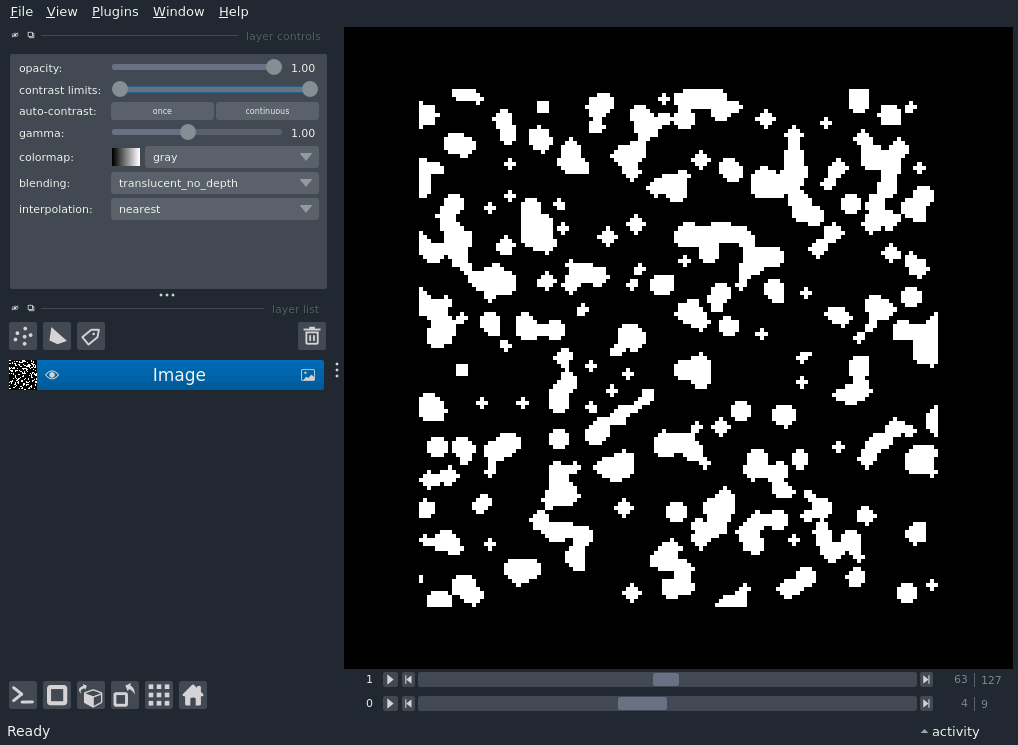 File View Plugins Window Help
layer controls
opacity: 1.00
contrast limits:
auto-contrast: once continuous
gamma: 1.00
colormap: gray
blending: translucent_no_depth
interpolation: nearest
layer list
Image
1 63 127
0 4 9
Ready activity